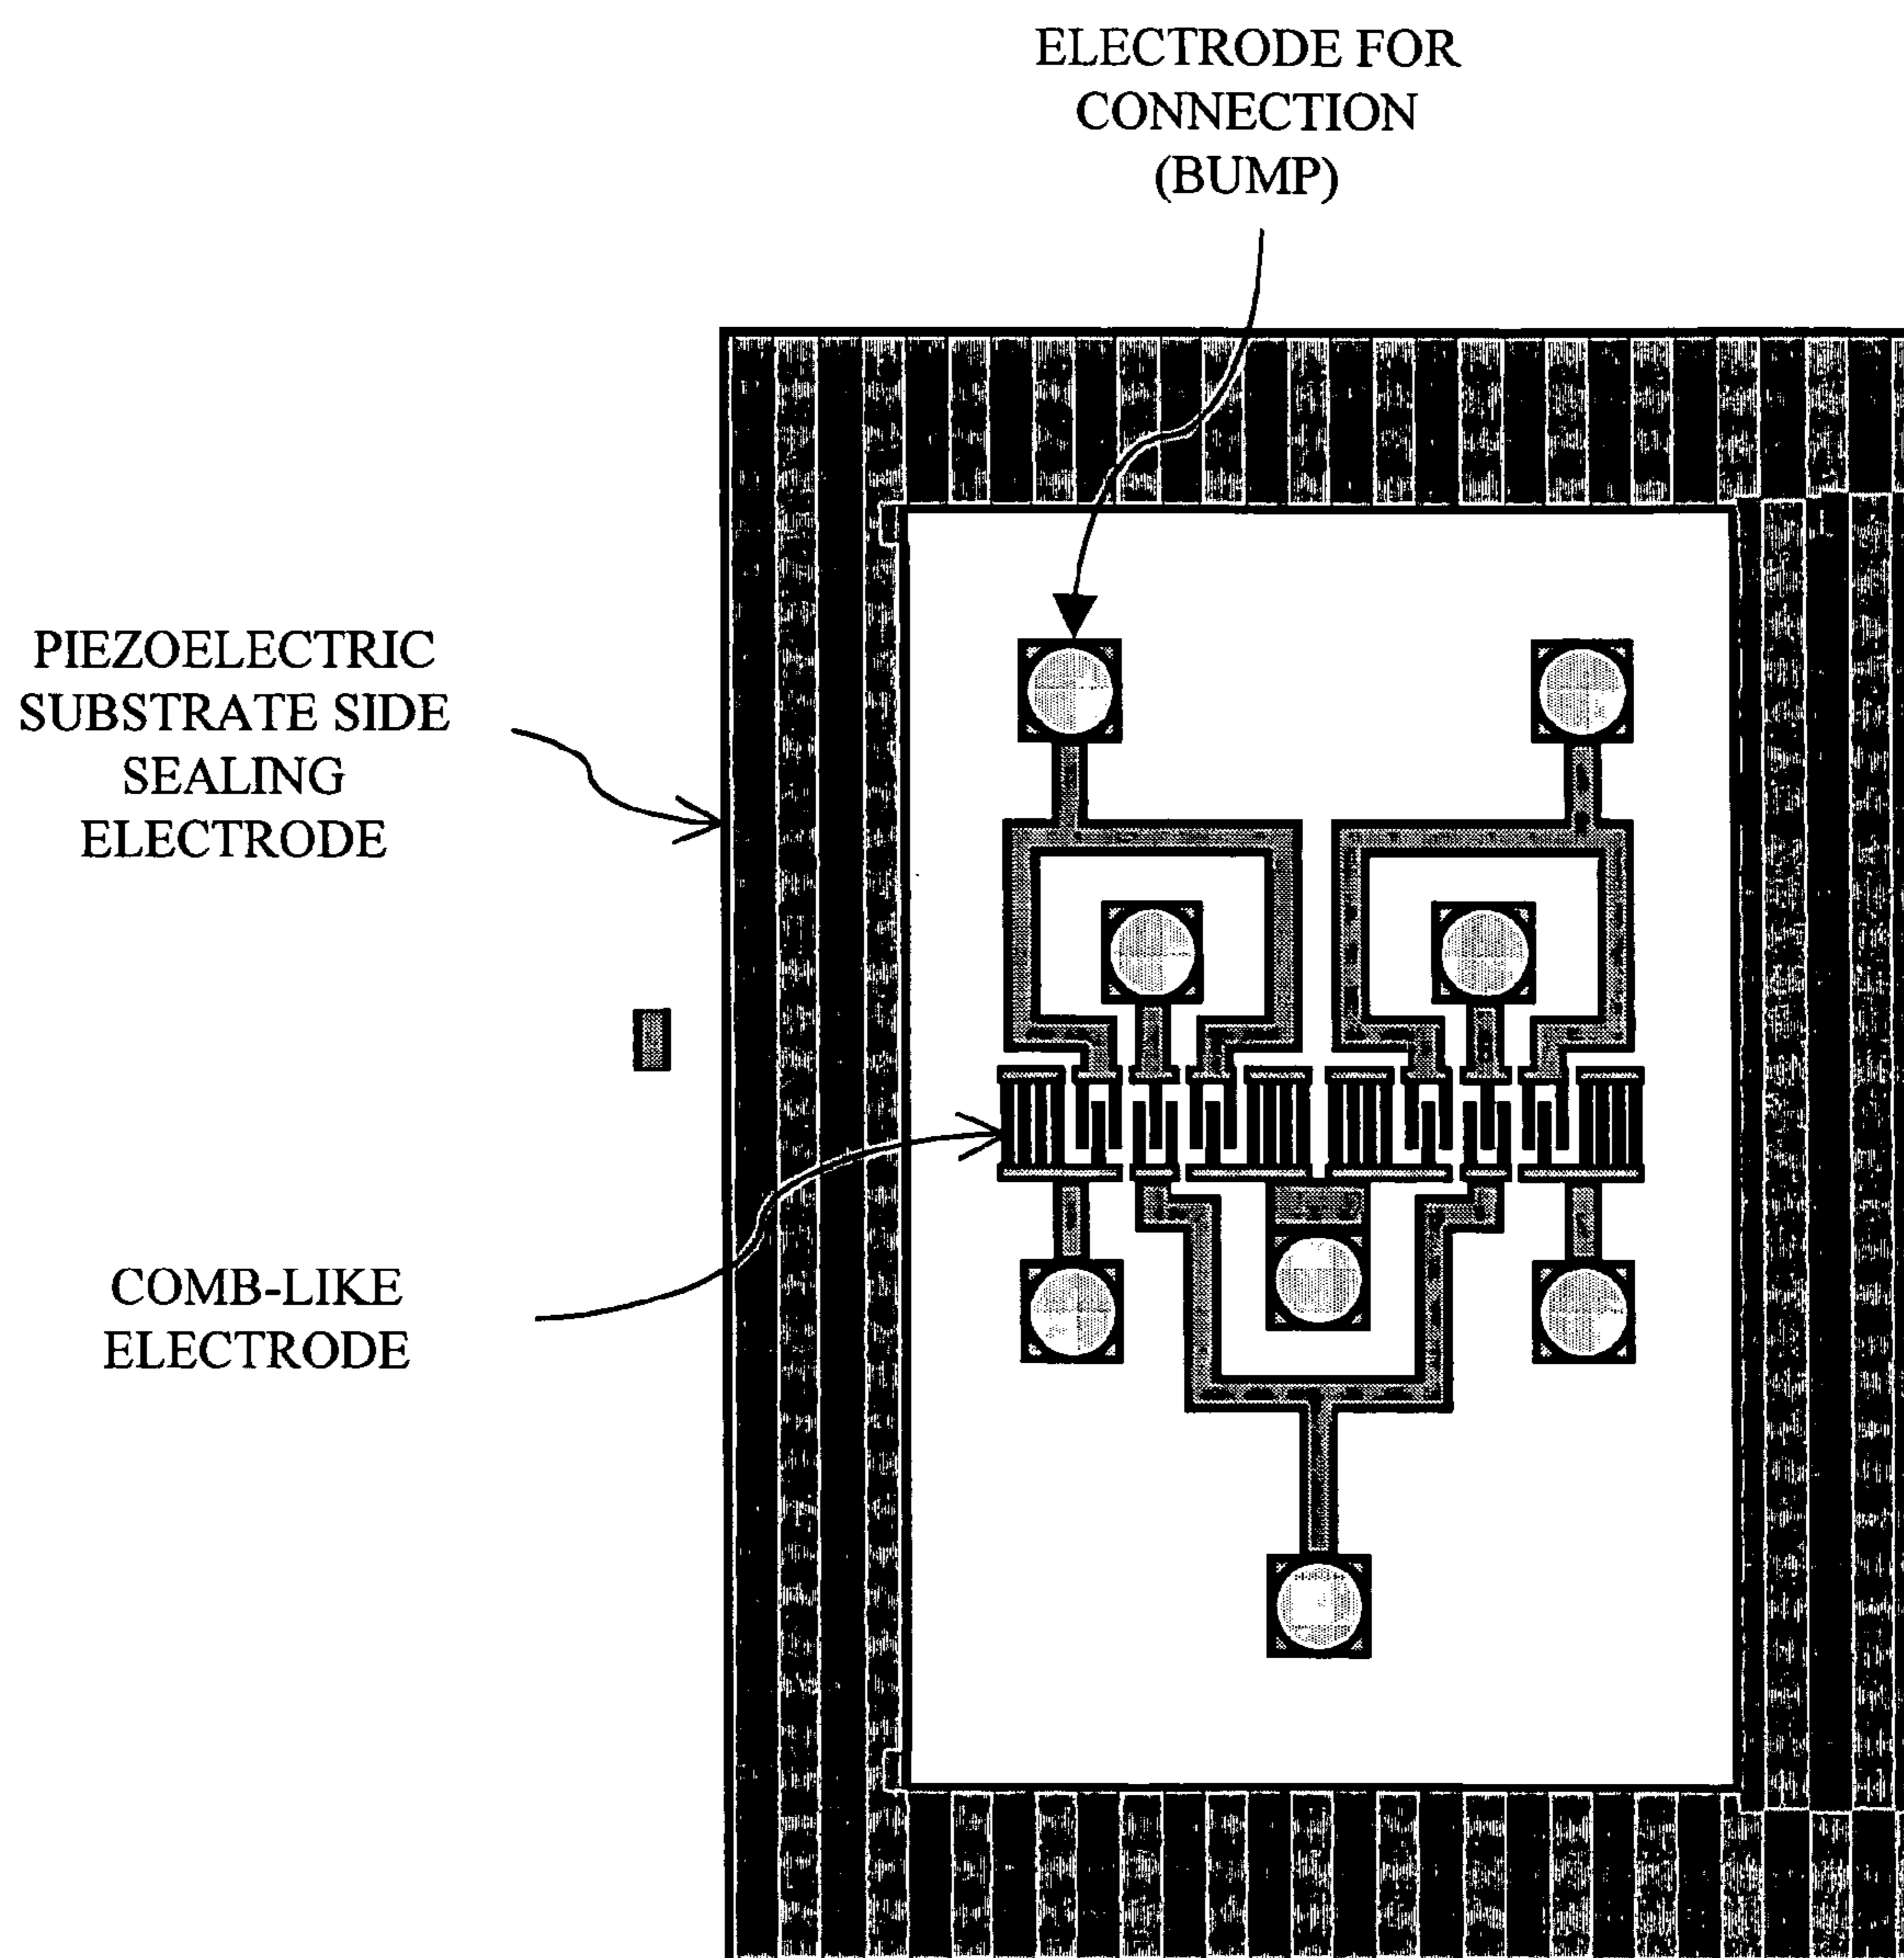 ELECTRODE FOR
CONNECTION
(BUMP)
PIEZOELECTRIC
SUBSTRATE SIDE
SEALING
ELECTRODE
COMB-LIKE
ELECTRODE